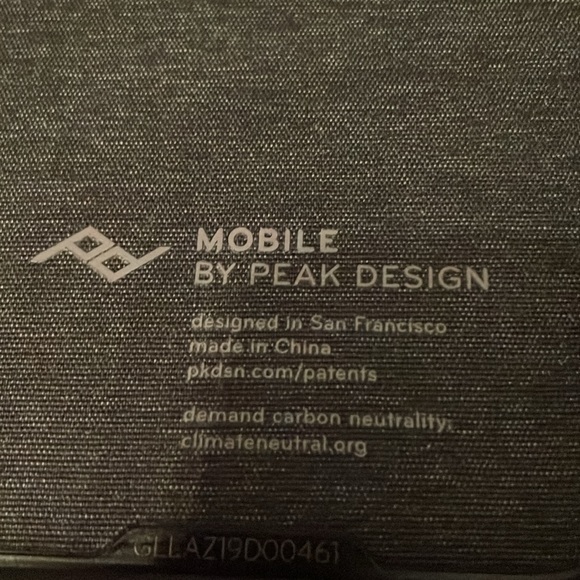 MOBILE
BY PEAK DESIGN
designed in San Francisco
made in China
pkdsn.com/patents
demand carbon neutrality.
climateneutral.org
GLLAZ19D00461